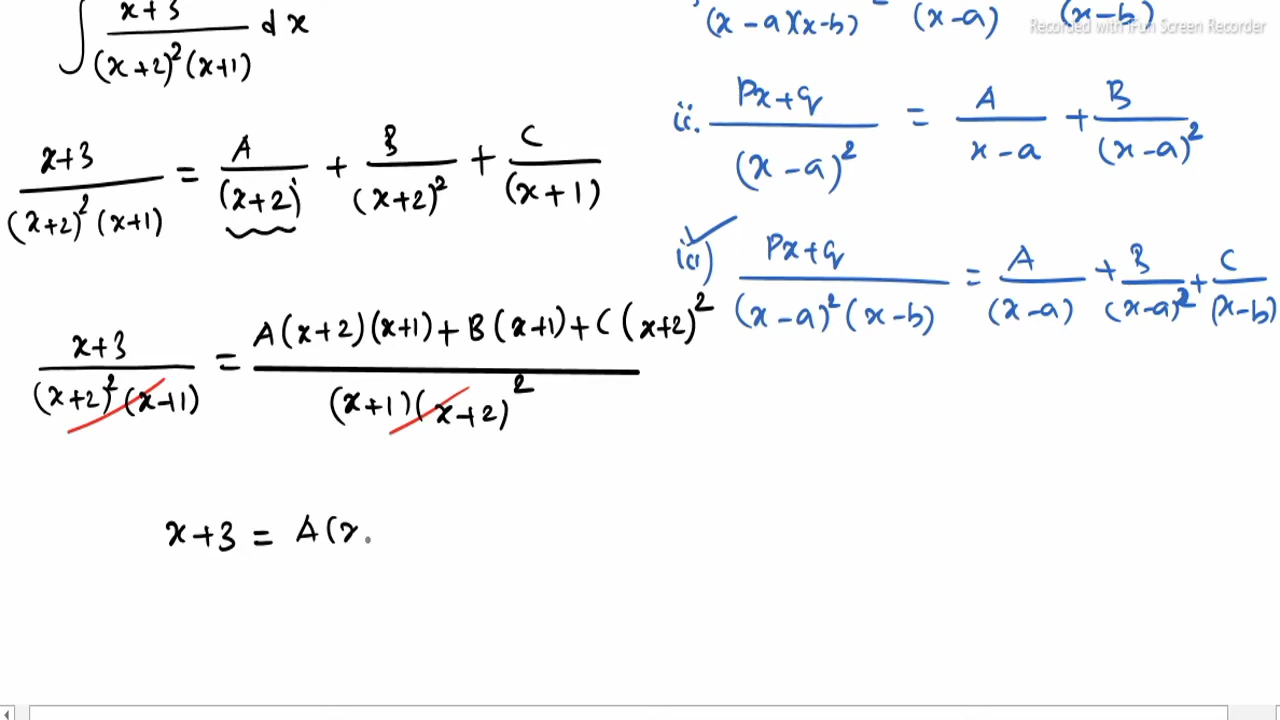 ∫ x+3 / (x+2)²(x+1) dx
x+3 / (x+2)²(x+1) = A / (x+2) + B / (x+2)² + C / (x+1)
x+3 / (x+2)²(x+1) = A(x+2)(x+1)+B(x+1)+C(x+2)² / (x+1)(x+2)²
x+3 = A(x
(x-a)(x-b) = (x-a) (x-b)
Recorded with iFun Screen Recorder
ii. Px+q / (x-a)² = A / x-a + B / (x-a)²
Px+q / (x-a)²(x-b) = A / (x-a) + B / (x-a)² + C / (x-b)